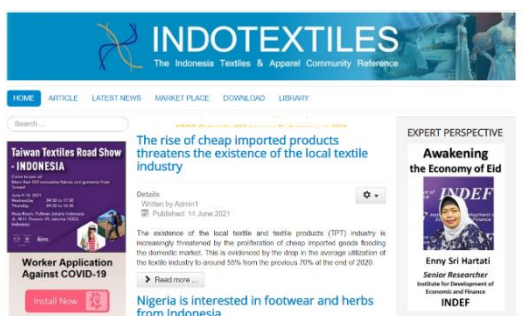 INDOTEXTILES
The Indonesia Textiles & Apparel Community Reference
HOME ARTICLE LATEST NEWS MARKET PLACE DOWNLOAD LIBRARY
Search ...
Taiwan Textiles Road Show
- INDONESIA
Worker Application
Against COVID-19
Install Now
The rise of cheap imported products
threatens the existence of the local textile
industry
Details
Written by Admin1
Published: 14 June 2021
The existence of the local textile and textile products (TPT) industry is
increasingly threatened by the proliferation of cheap imported goods flooding
the domestic market. This is evidenced by the drop in the average utilization of
the textile industry to around 55% from the previous 70% at the end of 2020.
Read more ...
Nigeria is interested in footwear and herbs
from Indonesia
EXPERT PERSPECTIVE
Awakening
the Economy of Eid
INDEF
Enny Sri Hartati
Senior Researcher
Institute for Development of
Economic and Finance
INDEF